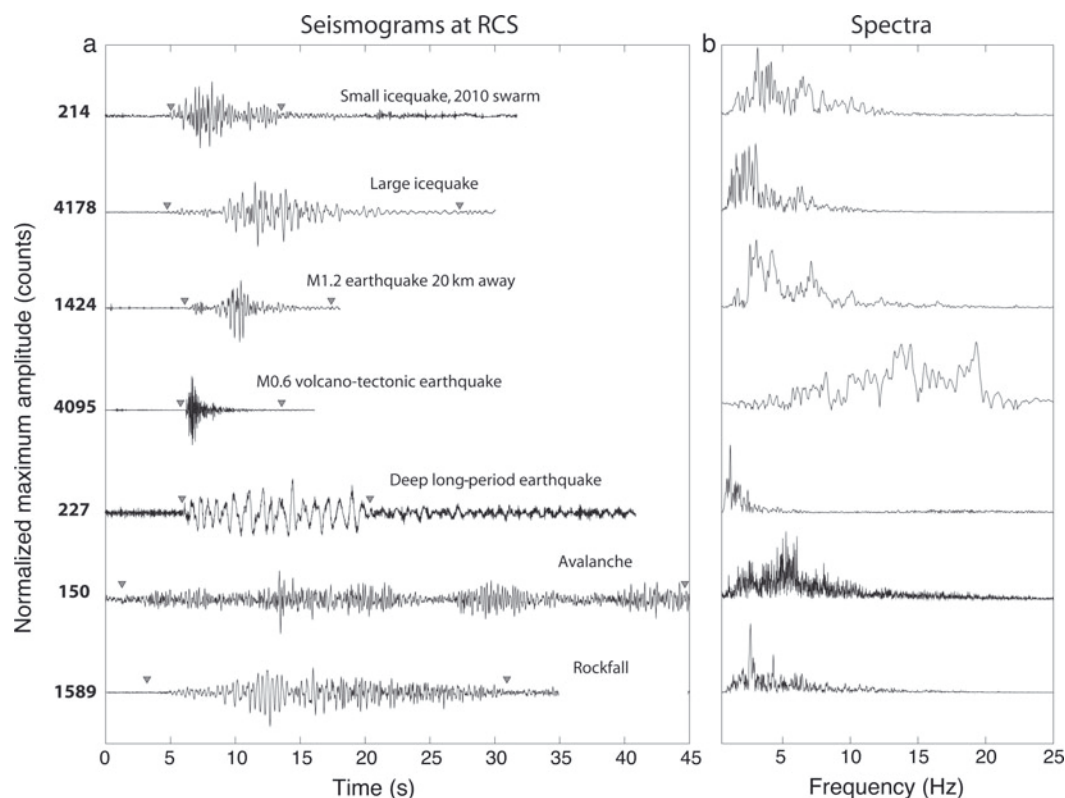 Seismograms at RCS
Spectra
a
b
Normalized maximum amplitude (counts)
214
Small icequake, 2010 swarm
4178
Large icequake
1424
M1.2 earthquake 20 km away
4095
M0.6 volcano-tectonic earthquake
227
Deep long-period earthquake
150
Avalanche
1589
Rockfall
0 5 10 15 20 25 30 35 40 45
Time (s)
5 10 15 20 25
Frequency (Hz)